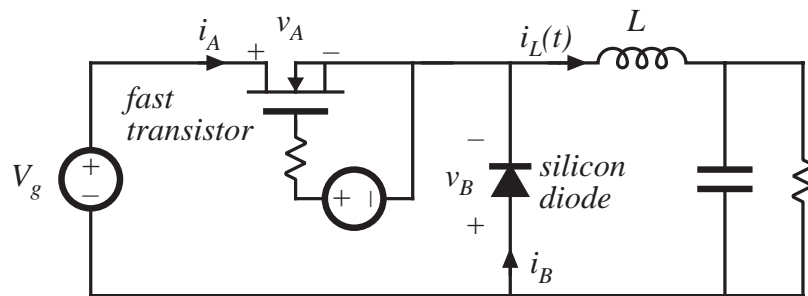 i_A
+ v_A −
i_L(t)
L
fast
transistor
V_g
+
−
+ −
−
v_B
+
silicon
diode
i_B